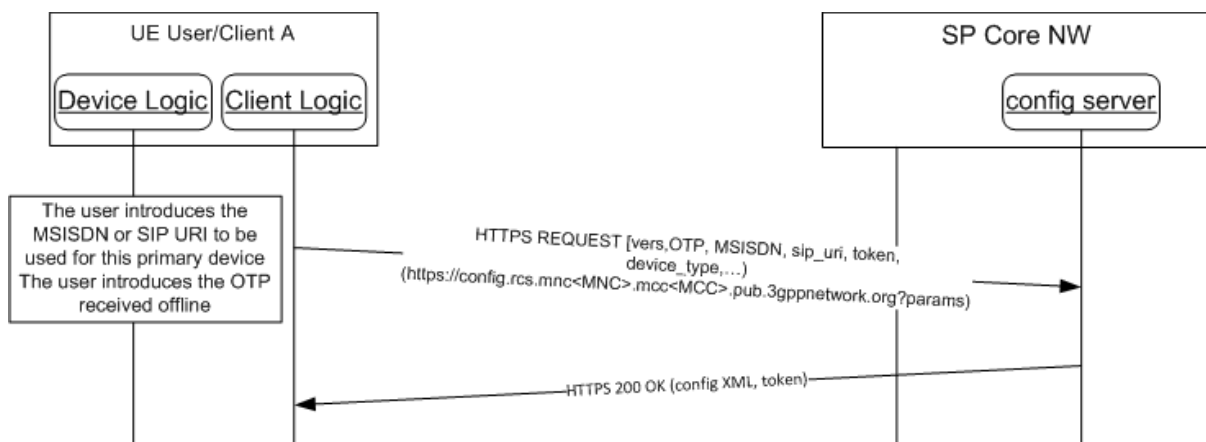 UE User/Client A
SP Core NW
Device Logic
Client Logic
config server
The user introduces the
MSISDN or SIP URI to be
used for this primary device
The user introduces the OTP
received offline
HTTPS REQUEST [vers,OTP, MSISDN, sip_uri, token,
device_type,…)
(https://config.rcs.mnc<MNC>.mcc<MCC>.pub.3gppnetwork.org?params)
HTTPS 200 OK (config XML, token)